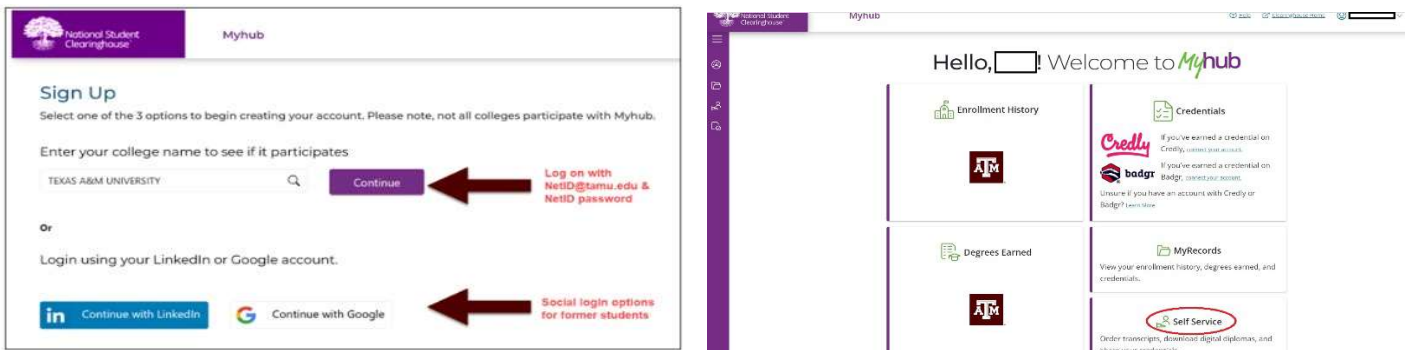 National Student
Clearinghouse
Myhub
Sign Up
Select one of the 3 options to begin creating your account. Please note, not all colleges participate with Myhub.
Enter your college name to see if it participates
TEXAS A&M UNIVERSITY
Continue
Log on with
NetID@tamu.edu &
NetID password
Or
Login using your LinkedIn or Google account.
in Continue with LinkedIn
G Continue with Google
Social login options
for former students
National Student
Clearinghouse
Myhub
Help
Clearinghouse Home
Hello, ! Welcome to Myhub
Enrollment History
ATM
Credentials
Credly
If you've earned a credential on
Credly, connect your account.
badgr
If you've earned a credential on
Badgr, connect your account.
Unsure if you have an account with Credly or
Badgr? Learn More
Degrees Earned
ATM
MyRecords
View your enrollment history, degrees earned, and
credentials.
Self Service
Order transcripts, download digital diplomas, and